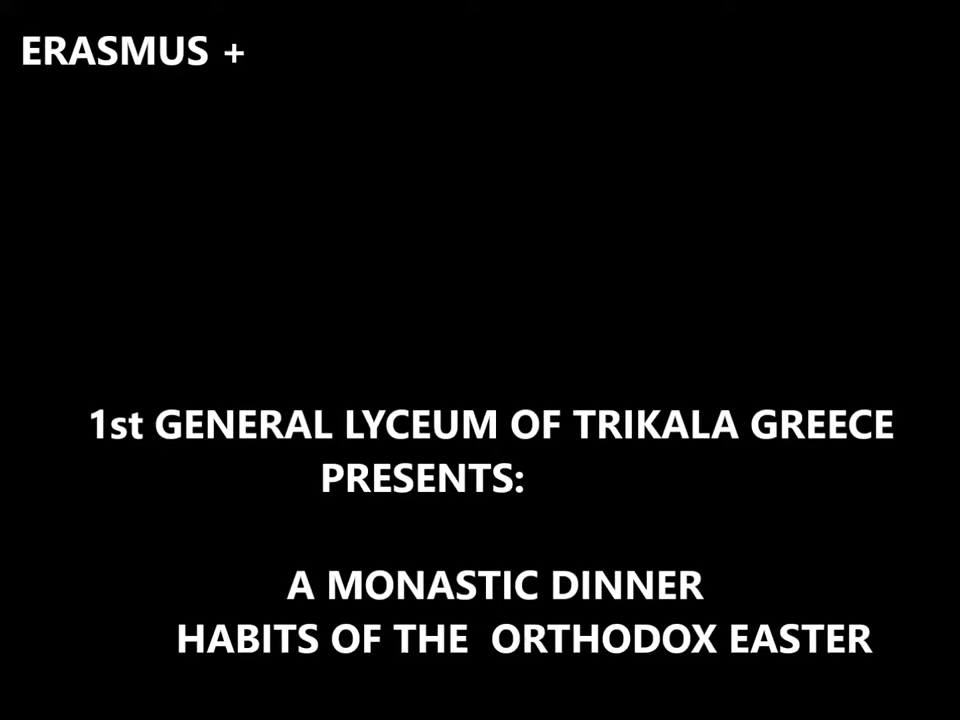 ERASMUS +
1st GENERAL LYCEUM OF TRIKALA GREECE
PRESENTS:
A MONASTIC DINNER
HABITS OF THE ORTHODOX EASTER